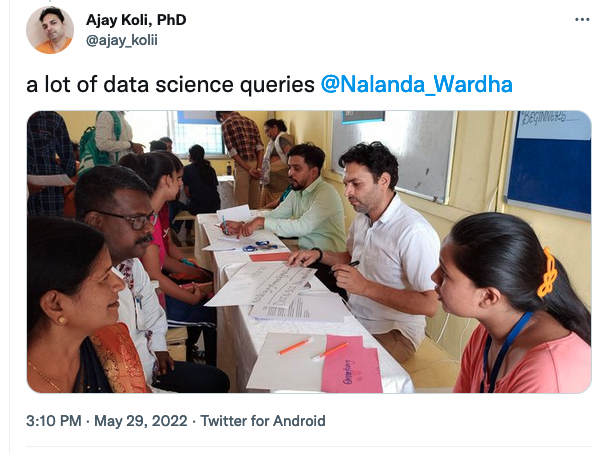 Ajay Koli, PhD
@ajay_kolii
a lot of data science queries @Nalanda_Wardha
BEGINNERS
3:10 PM · May 29, 2022 · Twitter for Android